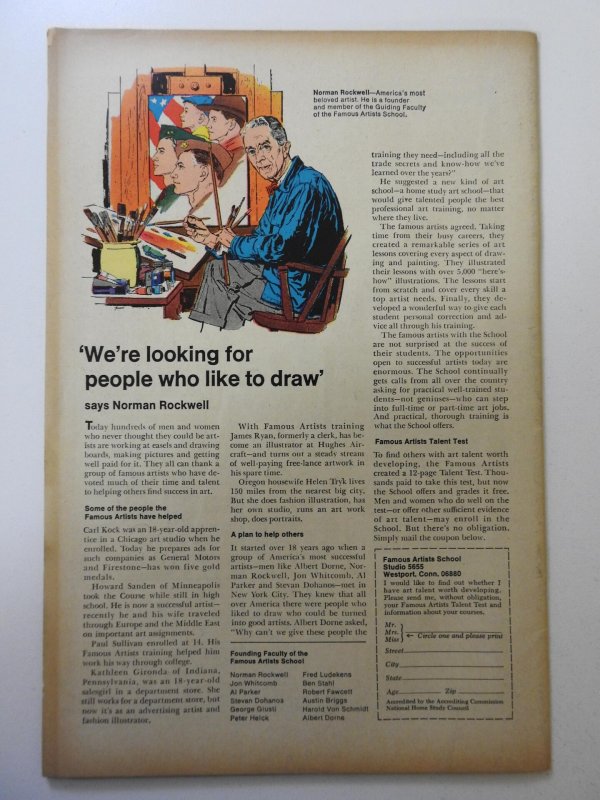 Norman Rockwell—America's most
beloved artist. He is a founder
and member of the Guiding Faculty
of the Famous Artists School.
'We're looking for
people who like to draw'
says Norman Rockwell
Today hundreds of men and women
who never thought they could be art-
ists are working at easels and drawing
boards, making pictures and getting
well paid for it. They all can thank a
group of famous artists who have de-
voted much of their time and talent
to helping others find success in art.
Some of the people the
Famous Artists have helped
Carl Kock was an 18-year-old appren-
tice in a Chicago art studio when he
enrolled. Today he prepares ads for
such companies as General Motors
and Firestone—has won five gold
medals.
Howard Sanden of Minneapolis
took the Course while still in high
school. He is now a successful artist—
recently he and his wife traveled
through Europe and the Middle East
on important art assignments.
Paul Sullivan enrolled at 14. His
Famous Artists training helped him
work his way through college.
Kathleen Gironda of Indiana,
Pennsylvania, was an 18-year-old
salesgirl in a department store. She
still works for a department store, but
now it's as an advertising artist and
fashion illustrator.
With Famous Artists training
James Ryan, formerly a clerk, has be-
come an illustrator at Hughes Air-
craft—and turns out a steady stream
of well-paying free-lance artwork in
his spare time.
Oregon housewife Helen Tryk lives
150 miles from the nearest big city.
But she does fashion illustration, has
her own studio, runs an art work
shop, does portraits.
A plan to help others
It started over 18 years ago when a
group of America's most successful
artists—men like Albert Dorne, Nor-
man Rockwell, Jon Whitcomb, Al
Parker and Stevan Dohanos—met in
New York City. They knew that all
over America there were people who
liked to draw who could be turned
into good artists. Albert Dorne asked,
"Why can't we give these people the
Founding Faculty of the
Famous Artists School
Norman Rockwell
Jon Whitcomb
Al Parker
Stevan Dohanos
George Giusti
Peter Helck
Fred Ludekens
Ben Stahl
Robert Fawcett
Austin Briggs
Harold Von Schmidt
Albert Dorne
training they need—including all the
trade secrets and know-how we've
learned over the years?"
He suggested a new kind of art
school—a home study art school—that
would give talented people the best
professional art training, no matter
where they live.
The famous artists agreed. Taking
time from their busy careers, they
created a remarkable series of art
lessons covering every aspect of draw-
ing and painting. They illustrated
their lessons with over 5,000 "here's-
how" illustrations. The lessons start
from scratch and cover every skill a
top artist needs. Finally, they de-
veloped a wonderful way to give each
student personal correction and ad-
vice all through his training.
The famous artists with the School
are not surprised at the success of
their students. The opportunities
open to successful artists today are
enormous. The School continually
gets calls from all over the country
asking for practical well-trained stu-
dents—not geniuses—who can step
into full-time or part-time art jobs.
And practical, thorough training is
what the School offers.
Famous Artists Talent Test
To find others with art talent worth
developing, the Famous Artists
created a 12-page Talent Test. Thou-
sands paid to take this test, but now
the School offers and grades it free.
Men and women who do well on the
test—or offer other sufficient evidence
of art talent—may enroll in the
School. But there's no obligation.
Simply mail the coupon below.
Famous Artists School
Studio 5655
Westport, Conn. 06880
I would like to find out whether I
have art talent worth developing.
Please send me, without obligation,
your Famous Artists Talent Test and
information about your courses.
Mr.
Mrs. ← Circle one and please print
Miss
Street
City
State
Age Zip
Accredited by the Accrediting Commission
National Home Study Council